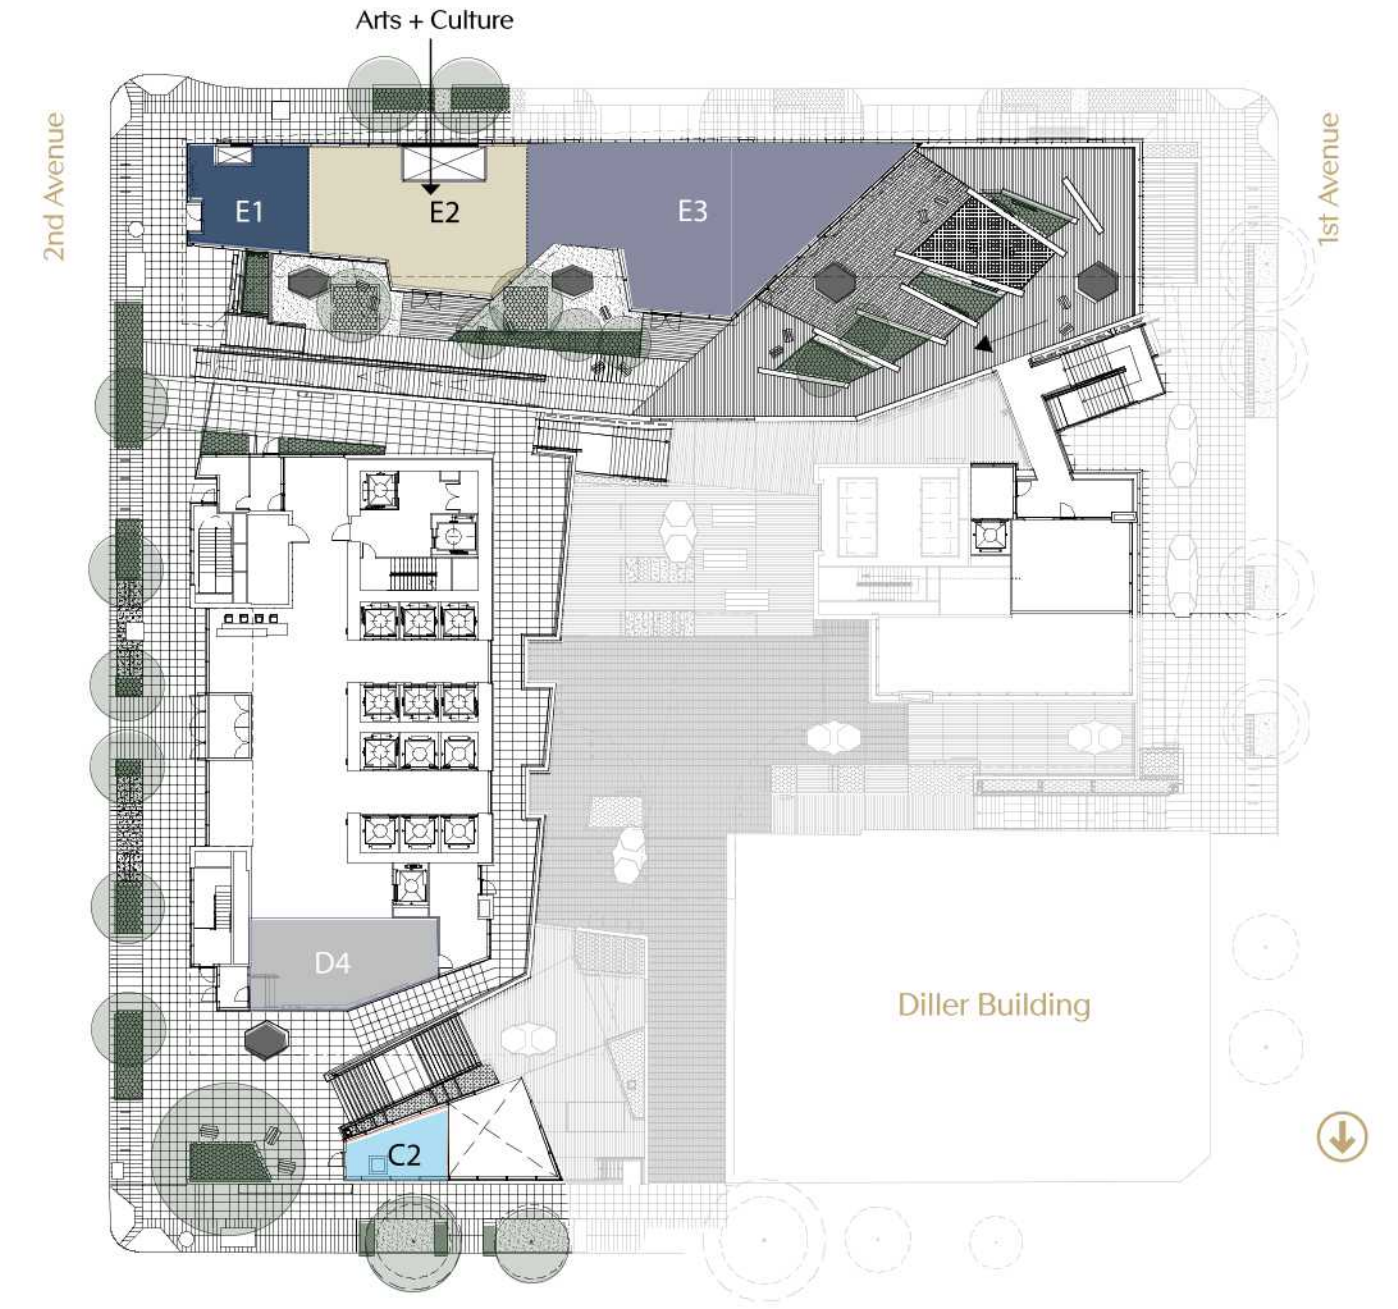 Arts + Culture
2nd Avenue
1st Avenue
E1
E2
E3
D4
Diller Building
C2